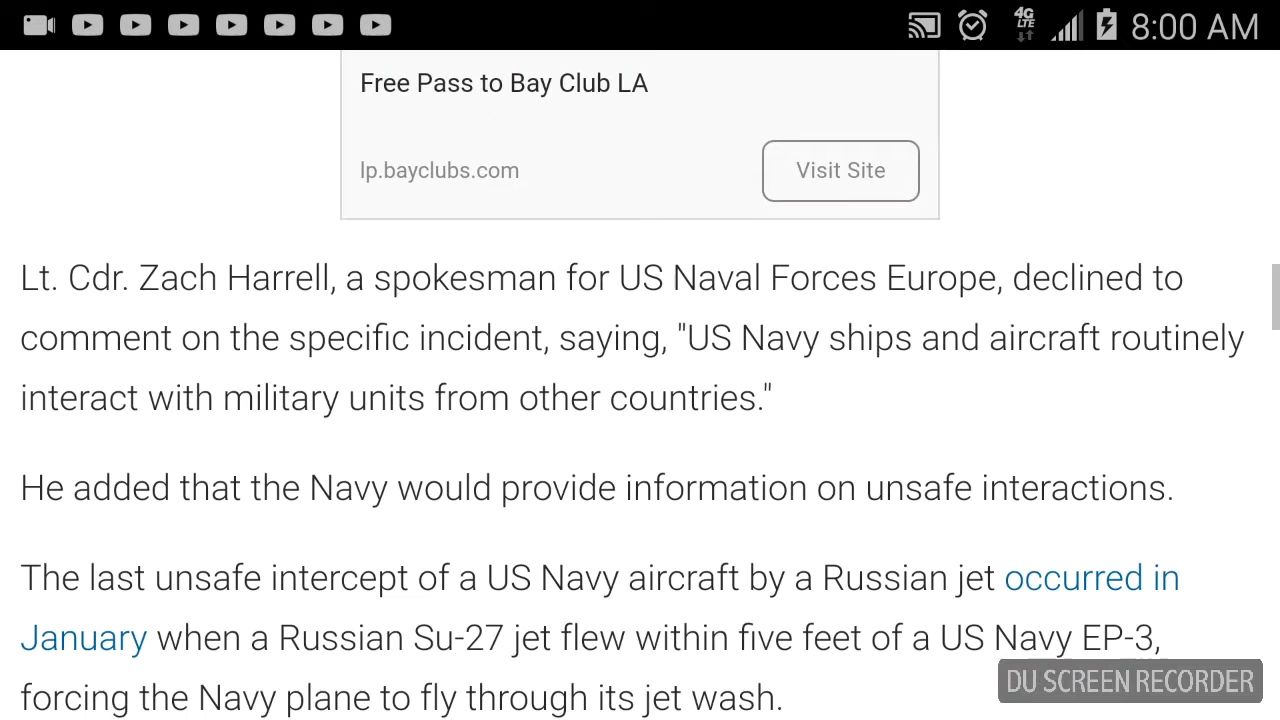 4G
LTE
8:00 AM
Free Pass to Bay Club LA
lp.bayclubs.com
Visit Site
Lt. Cdr. Zach Harrell, a spokesman for US Naval Forces Europe, declined to
comment on the specific incident, saying, "US Navy ships and aircraft routinely
interact with military units from other countries."
He added that the Navy would provide information on unsafe interactions.
The last unsafe intercept of a US Navy aircraft by a Russian jet occurred in
January when a Russian Su-27 jet flew within five feet of a US Navy EP-3,
forcing the Navy plane to fly through its jet wash.
DU SCREEN RECORDER